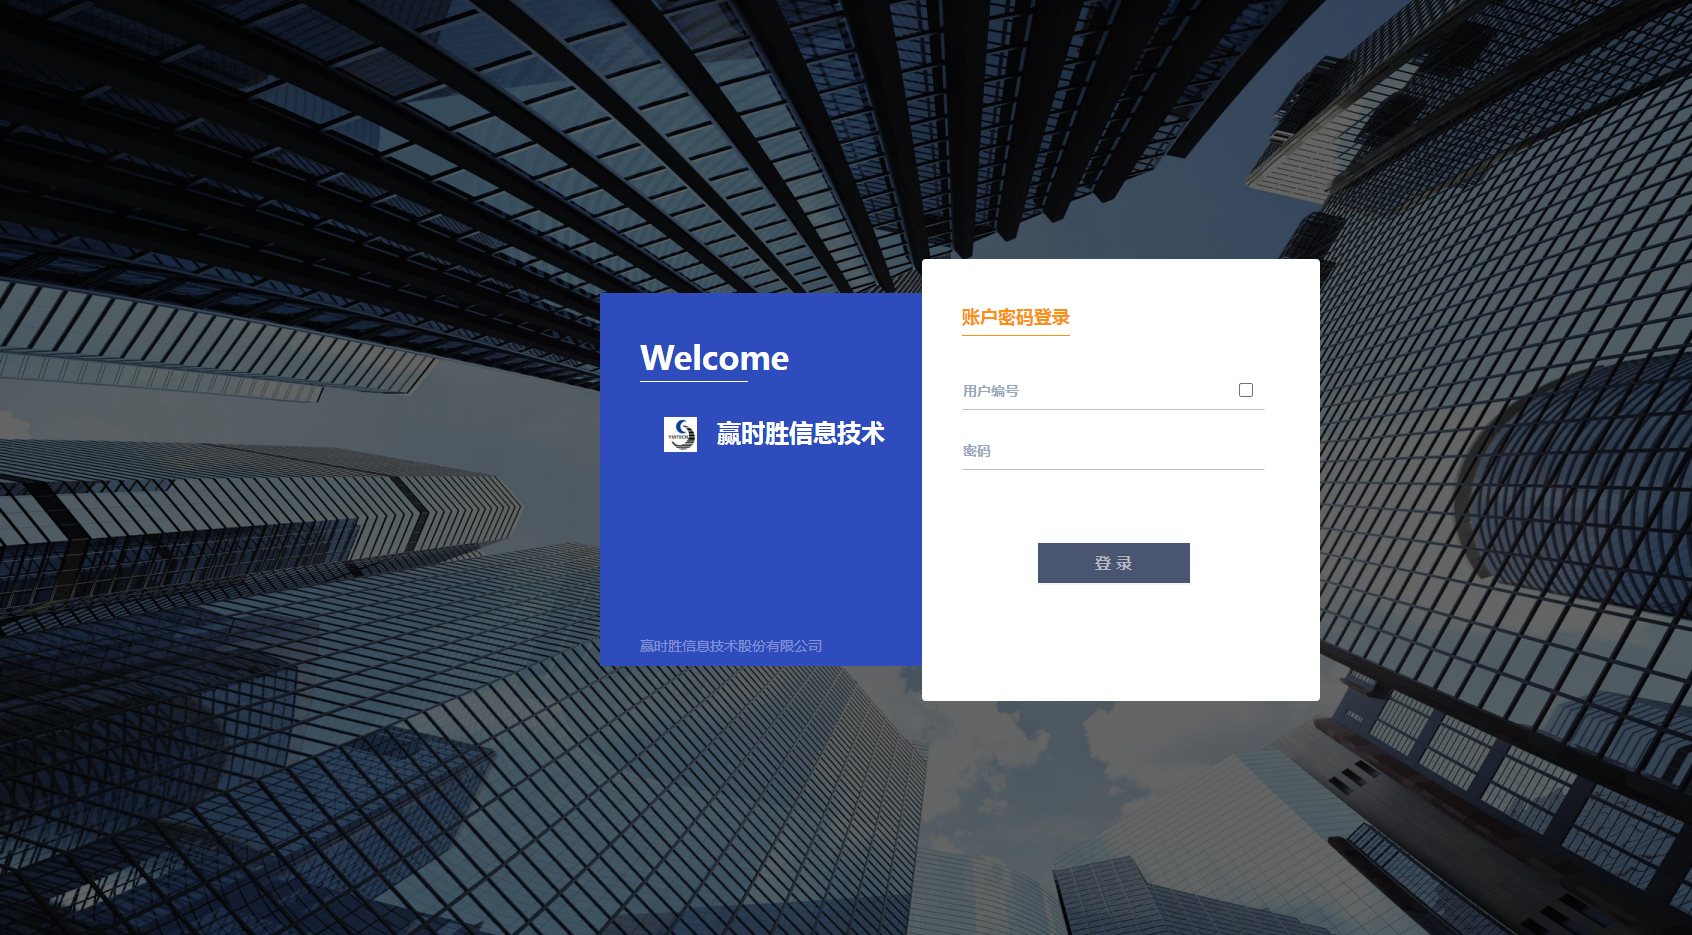 Welcome
YSSTECH
赢时胜信息技术
赢时胜信息技术股份有限公司
账户密码登录
用户编号
密码
登 录